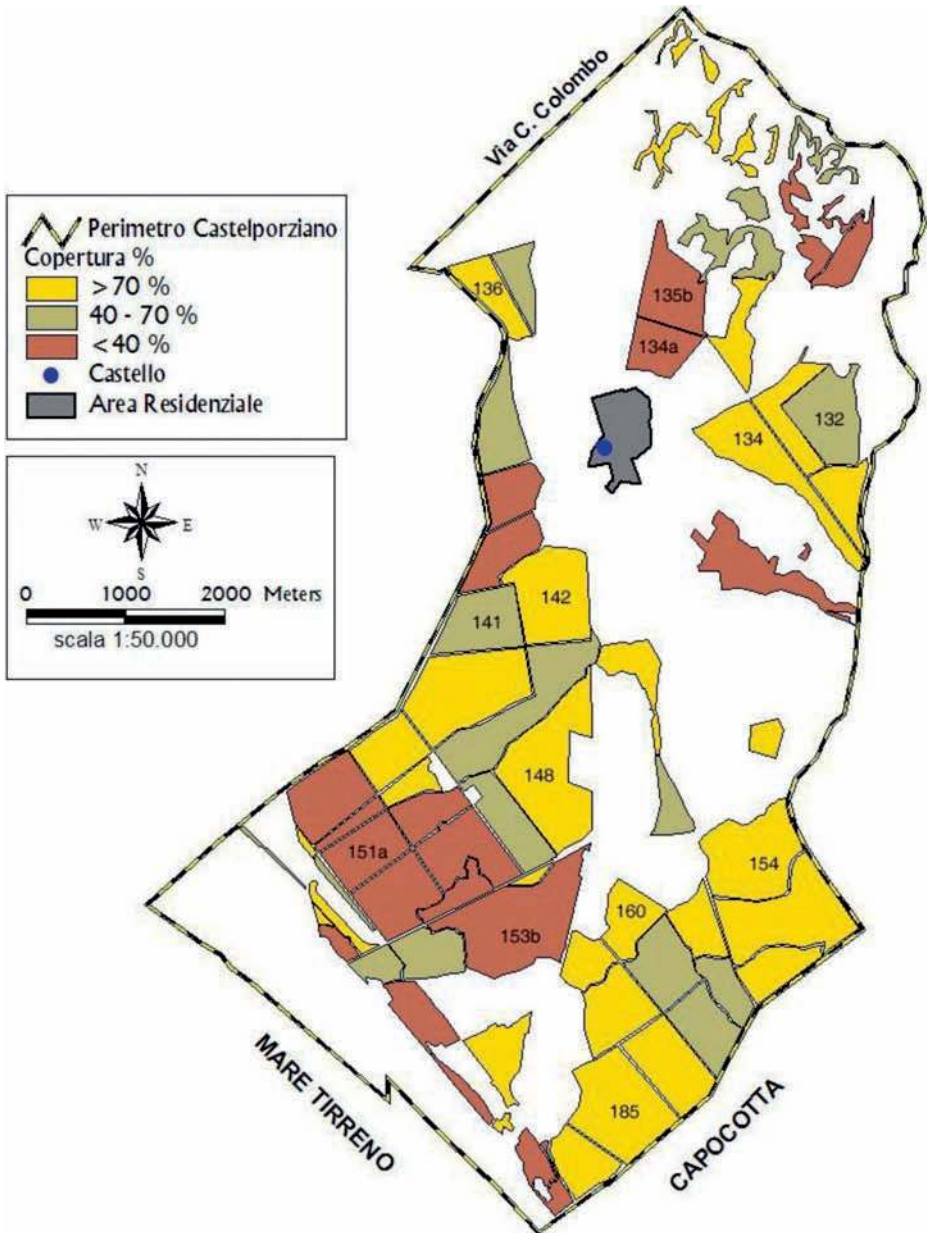 Via C. Colombo
Perimetro Castelporziano
Copertura %
>70 %
40 - 70 %
<40 %
Castello
Area Residenziale
N
W E
S
0 1000 2000 Meters
scala 1:50.000
136
135b
134a
134
132
142
141
148
151a
154
160
153b
185
MARE TIRRENO
CAPOCOTTA